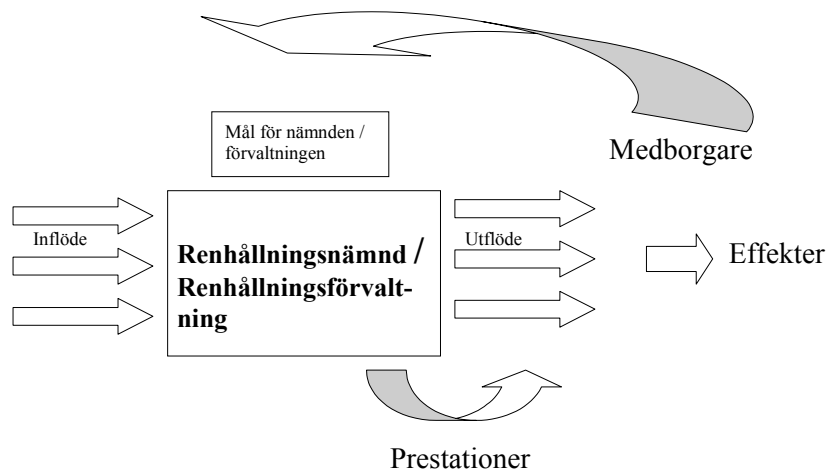 Mål för nämnden /
förvaltningen
Medborgare
Inflöde
Renhållningsnämnd /
Renhållningsförvalt-
ning
Utflöde
Effekter
Prestationer